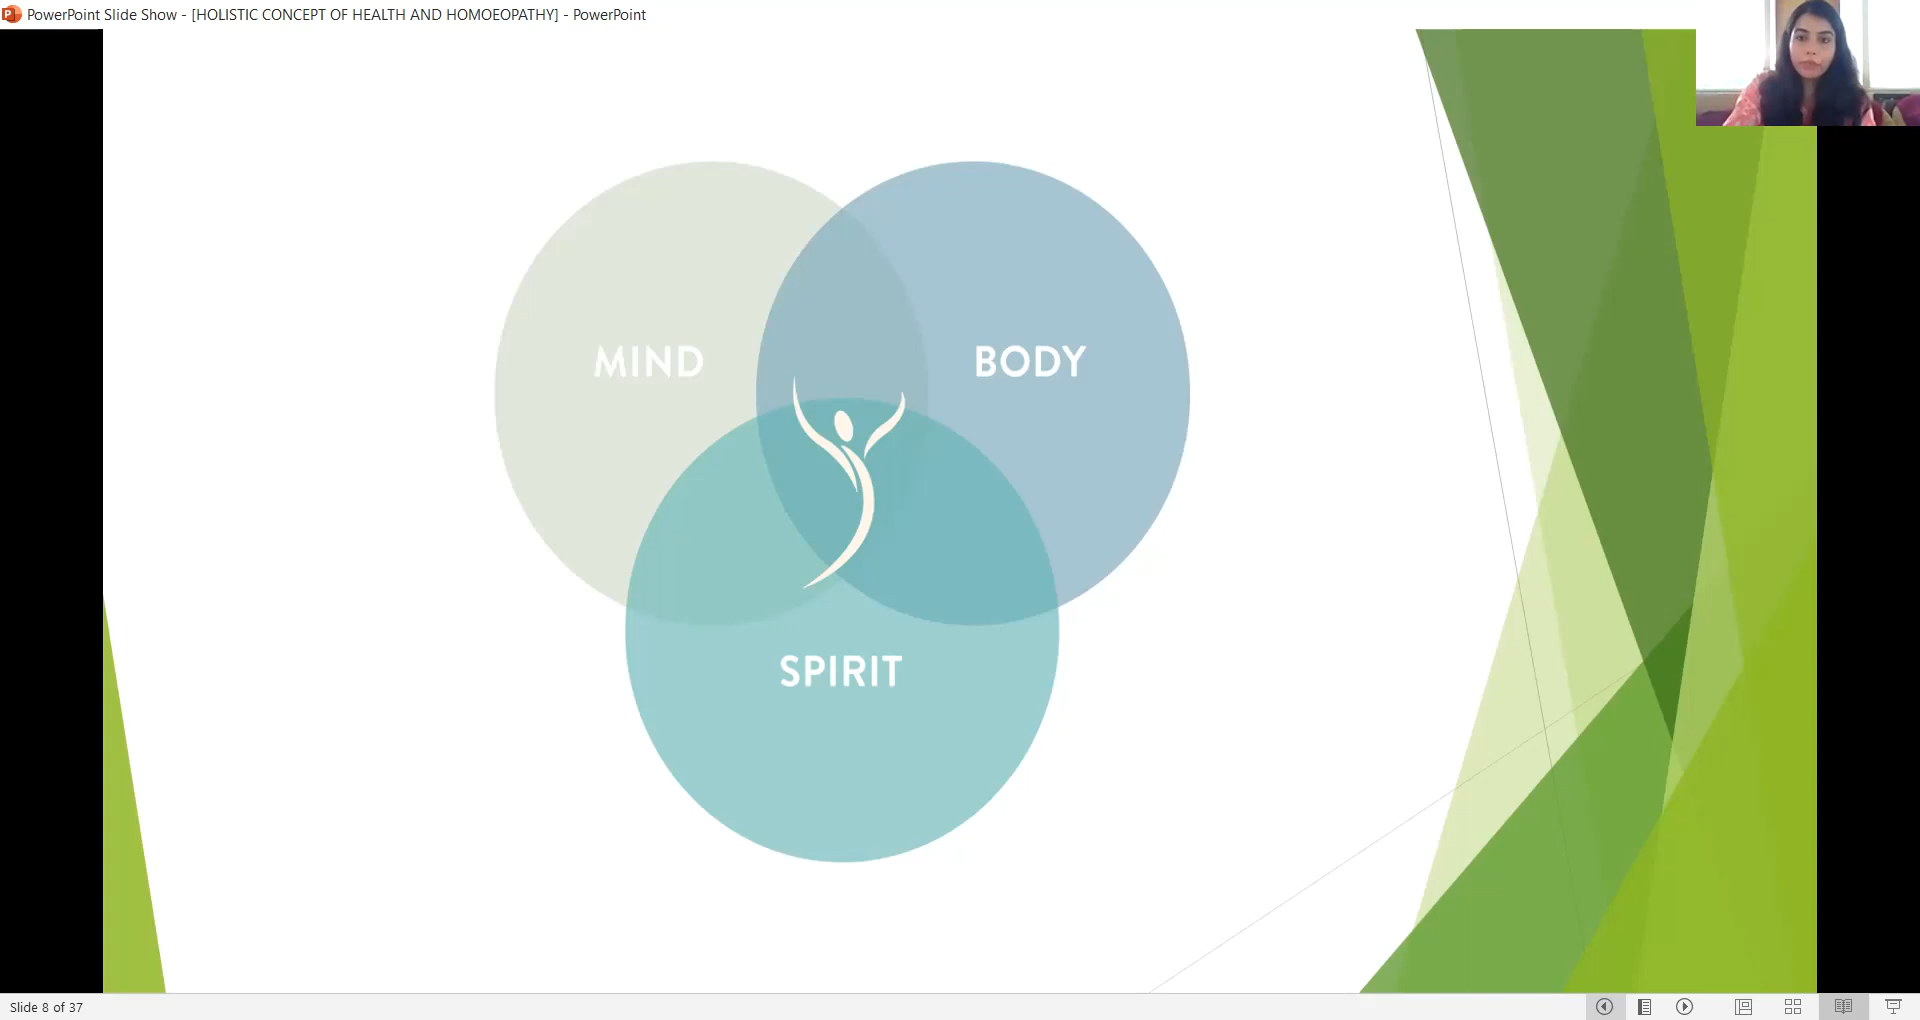 PowerPoint Slide Show - [HOLISTIC CONCEPT OF HEALTH AND HOMOEOPATHY] - PowerPoint
MIND
BODY
SPIRIT
Slide 8 of 37